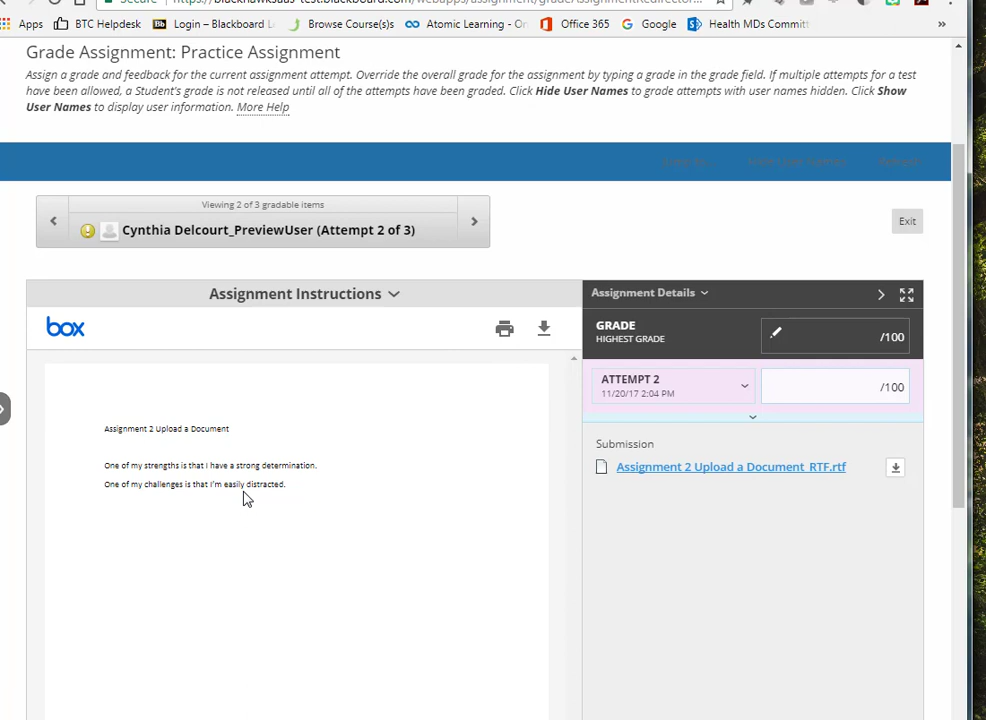 Apps BTC Helpdesk Bb Login – Blackboard Browse Course(s) Atomic Learning - On Office 365 G Google S Health MDs Committ »
Grade Assignment: Practice Assignment
Assign a grade and feedback for the current assignment attempt. Override the overall grade for the assignment by typing a grade in the grade field. If multiple attempts for a test
have been allowed, a Student's grade is not released until all of the attempts have been graded. Click Hide User Names to grade attempts with user names hidden. Click Show
User Names to display user information. More Help
Viewing 2 of 3 gradable items
Cynthia Delcourt_PreviewUser (Attempt 2 of 3)
Exit
Assignment Instructions
Assignment Details
box
GRADE
HIGHEST GRADE
/100
ATTEMPT 2
11/20/17 2:04 PM
/100
Submission
Assignment 2 Upload a Document_RTF.rtf
Assignment 2 Upload a Document
One of my strengths is that I have a strong determination.
One of my challenges is that I'm easily distracted.